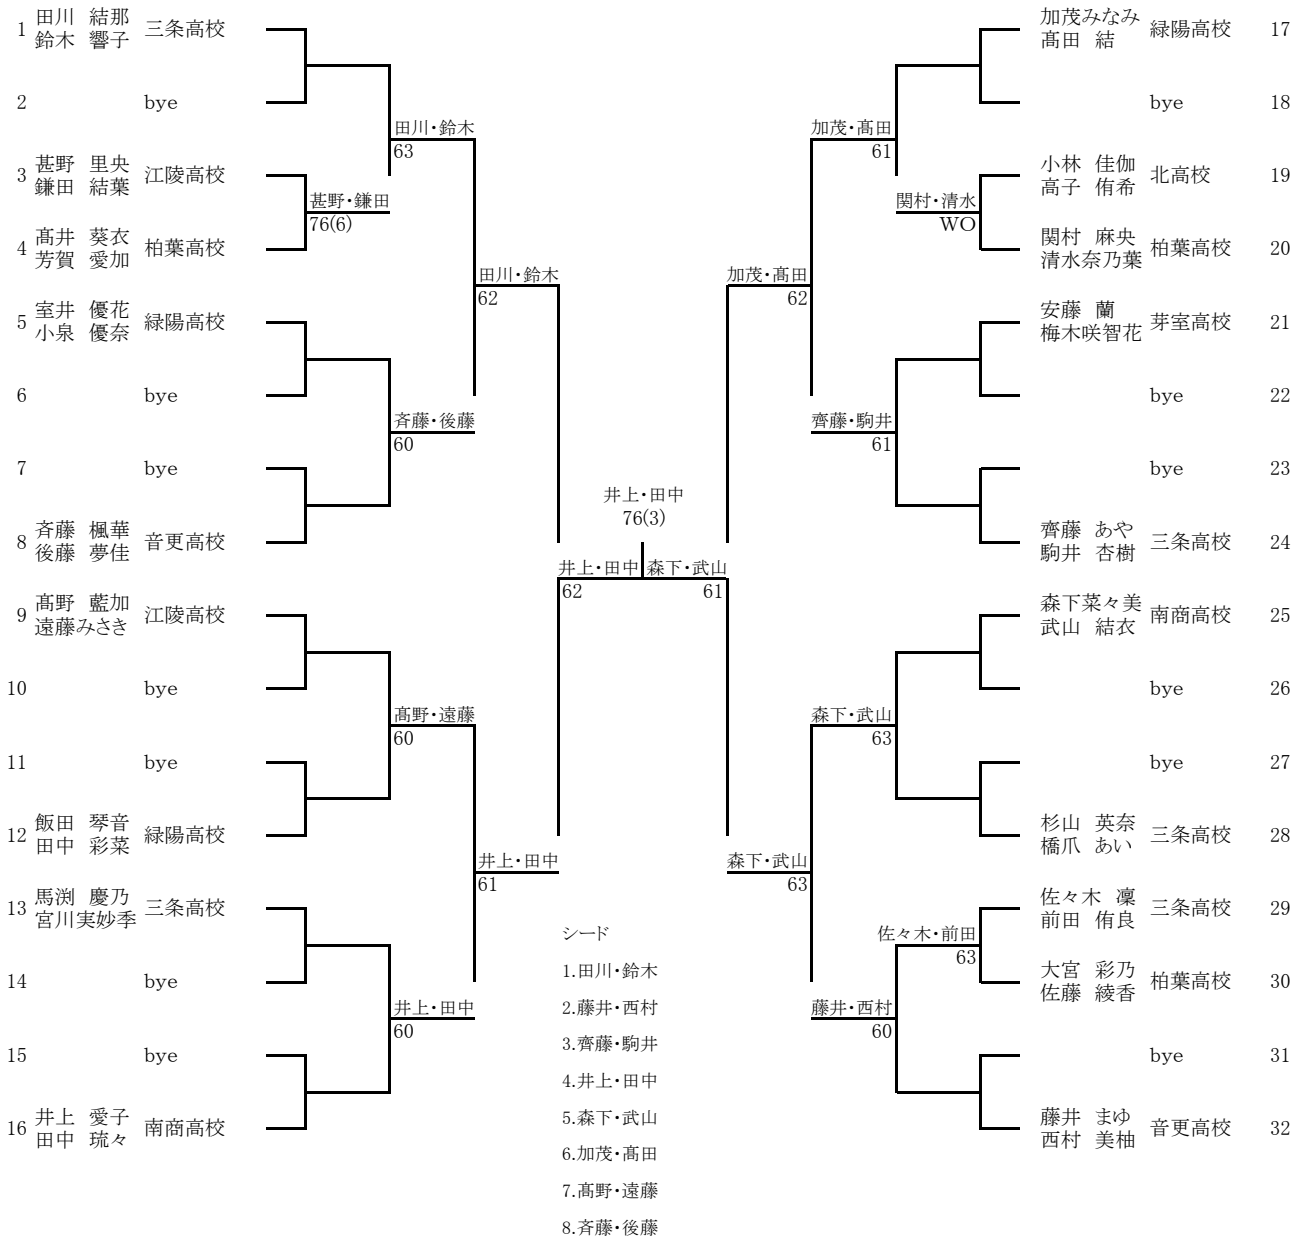 1 田川 結那 三条高校
鈴木 響子
2 bye
田川・鈴木
63
3 甚野 里央 江陵高校
鎌田 結葉
甚野・鎌田
76(6)
4 髙井 葵衣 柏葉高校
芳賀 愛加
田川・鈴木
62
5 室井 優花 緑陽高校
小泉 優奈
6 bye
斉藤・後藤
60
7 bye
8 斉藤 楓華 音更高校
後藤 夢佳
井上・田中
62
9 髙野 藍加 江陵高校
遠藤みさき
10 bye
髙野・遠藤
60
11 bye
12 飯田 琴音 緑陽高校
田中 彩菜
井上・田中
61
13 馬渕 慶乃 三条高校
宮川実妙季
14 bye
井上・田中
60
15 bye
16 井上 愛子 南商高校
田中 琉々
井上・田中
76(3)
加茂みなみ 緑陽高校 17
髙田 結
bye 18
加茂・髙田
61
小林 佳伽 北高校 19
高子 侑希
関村・清水
WO
関村 麻央 柏葉高校 20
清水奈乃葉
加茂・髙田
62
安藤 蘭 芽室高校 21
梅木咲智花
bye 22
齊藤・駒井
61
bye 23
齊藤 あや 三条高校 24
駒井 杏樹
森下・武山
61
森下菜々美 南商高校 25
武山 結衣
bye 26
森下・武山
63
bye 27
杉山 英奈 三条高校 28
橋爪 あい
森下・武山
63
佐々木 凜 三条高校 29
前田 侑良
佐々木・前田
63
大宮 彩乃 柏葉高校 30
佐藤 綾香
藤井・西村
60
bye 31
藤井 まゆ 音更高校 32
西村 美柚
シード
1.田川・鈴木
2.藤井・西村
3.齊藤・駒井
4.井上・田中
5.森下・武山
6.加茂・髙田
7.髙野・遠藤
8.斉藤・後藤